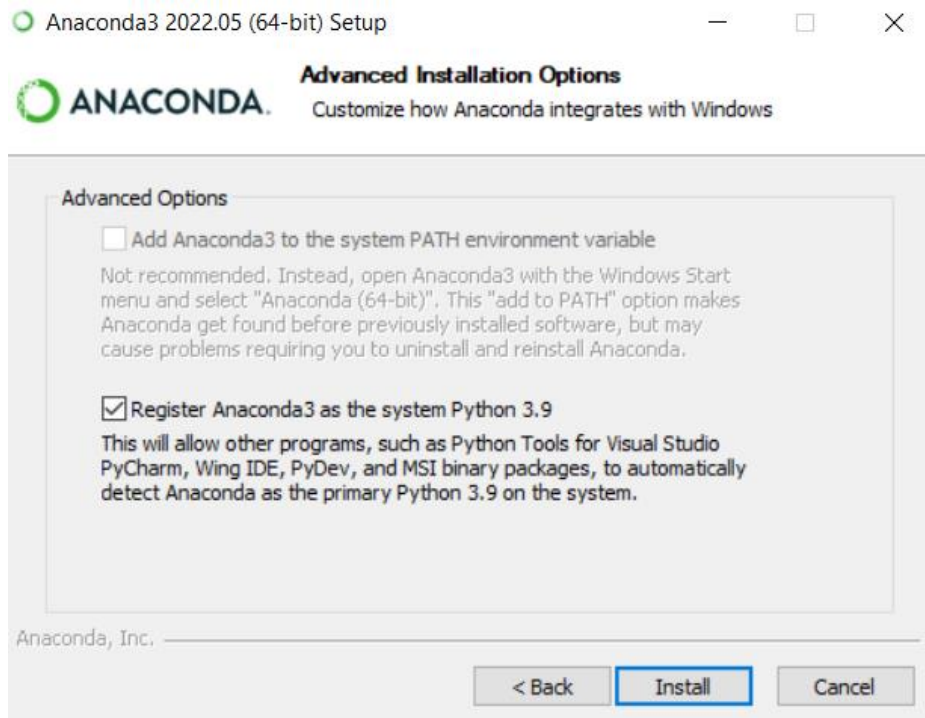 Anaconda3 2022.05 (64-bit) Setup
ANACONDA.
Advanced Installation Options
Customize how Anaconda integrates with Windows
Advanced Options
Add Anaconda3 to the system PATH environment variable
Not recommended. Instead, open Anaconda3 with the Windows Start
menu and select "Anaconda (64-bit)". This "add to PATH" option makes
Anaconda get found before previously installed software, but may
cause problems requiring you to uninstall and reinstall Anaconda.
Register Anaconda3 as the system Python 3.9
This will allow other programs, such as Python Tools for Visual Studio
PyCharm, Wing IDE, PyDev, and MSI binary packages, to automatically
detect Anaconda as the primary Python 3.9 on the system.
Anaconda, Inc.
< Back
Install
Cancel